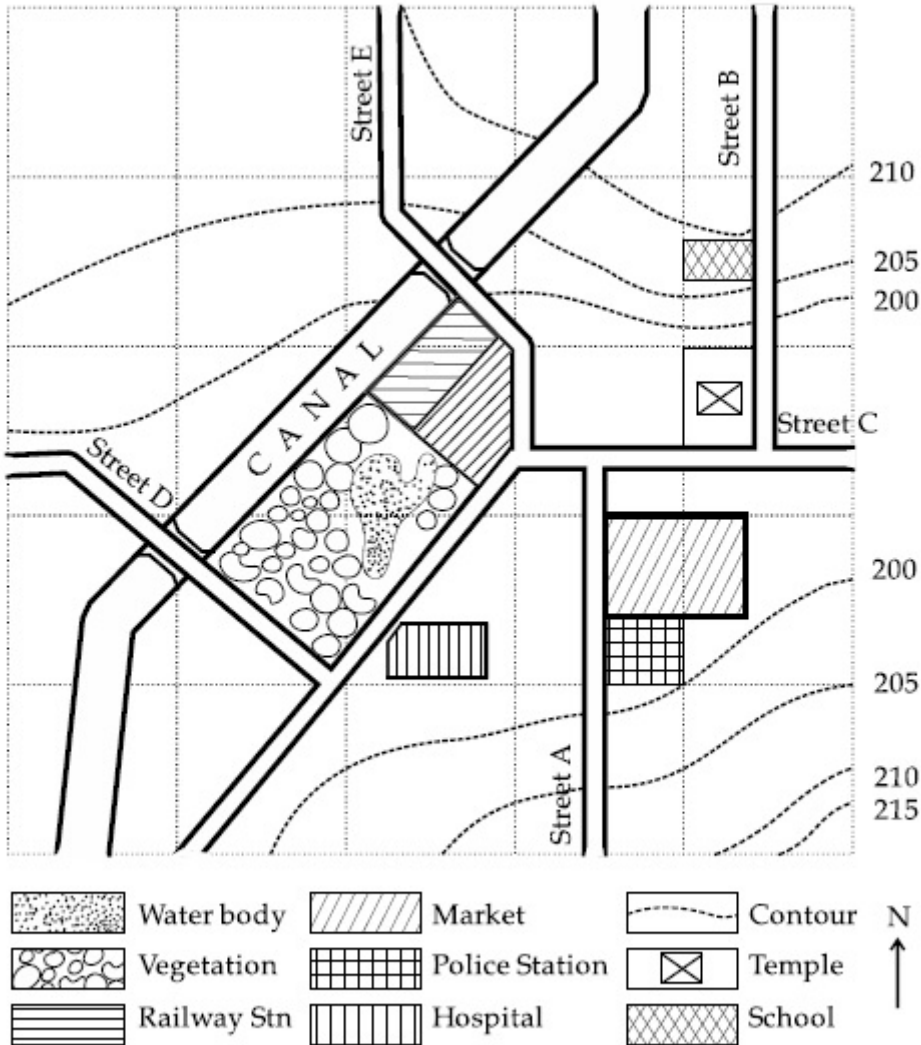 Street E
Street B
210
205
200
CANAL
Street C
Street D
200
205
210
215
Street A
Water body
Market
Contour
N
Vegetation
Police Station
Temple
Railway Stn
Hospital
School